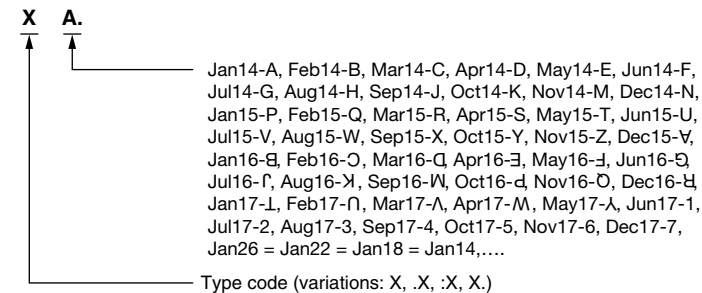 X A.
Jan14-A, Feb14-B, Mar14-C, Apr14-D, May14-E, Jun14-F,
Jul14-G, Aug14-H, Sep14-J, Oct14-K, Nov14-M, Dec14-N,
Jan15-P, Feb15-Q, Mar15-R, Apr15-S, May15-T, Jun15-U,
Jul15-V, Aug15-W, Sep15-X, Oct15-Y, Nov15-Z, Dec15-Ɐ,
Jan16-ᗺ, Feb16-Ɔ, Mar16-ᗡ, Apr16-Ǝ, May16-Ⅎ, Jun16-⅁,
Jul16-ſ, Aug16-ꓘ, Sep16-W, Oct16-Ԁ, Nov16-Ꝺ, Dec16-ꓤ,
Jan17-⊥, Feb17-Ո, Mar17-Ʌ, Apr17-M, May17-⅄, Jun17-1,
Jul17-2, Aug17-3, Sep17-4, Oct17-5, Nov17-6, Dec17-7,
Jan26 = Jan22 = Jan18 = Jan14,....
Type code (variations: X, .X, :X, X.)